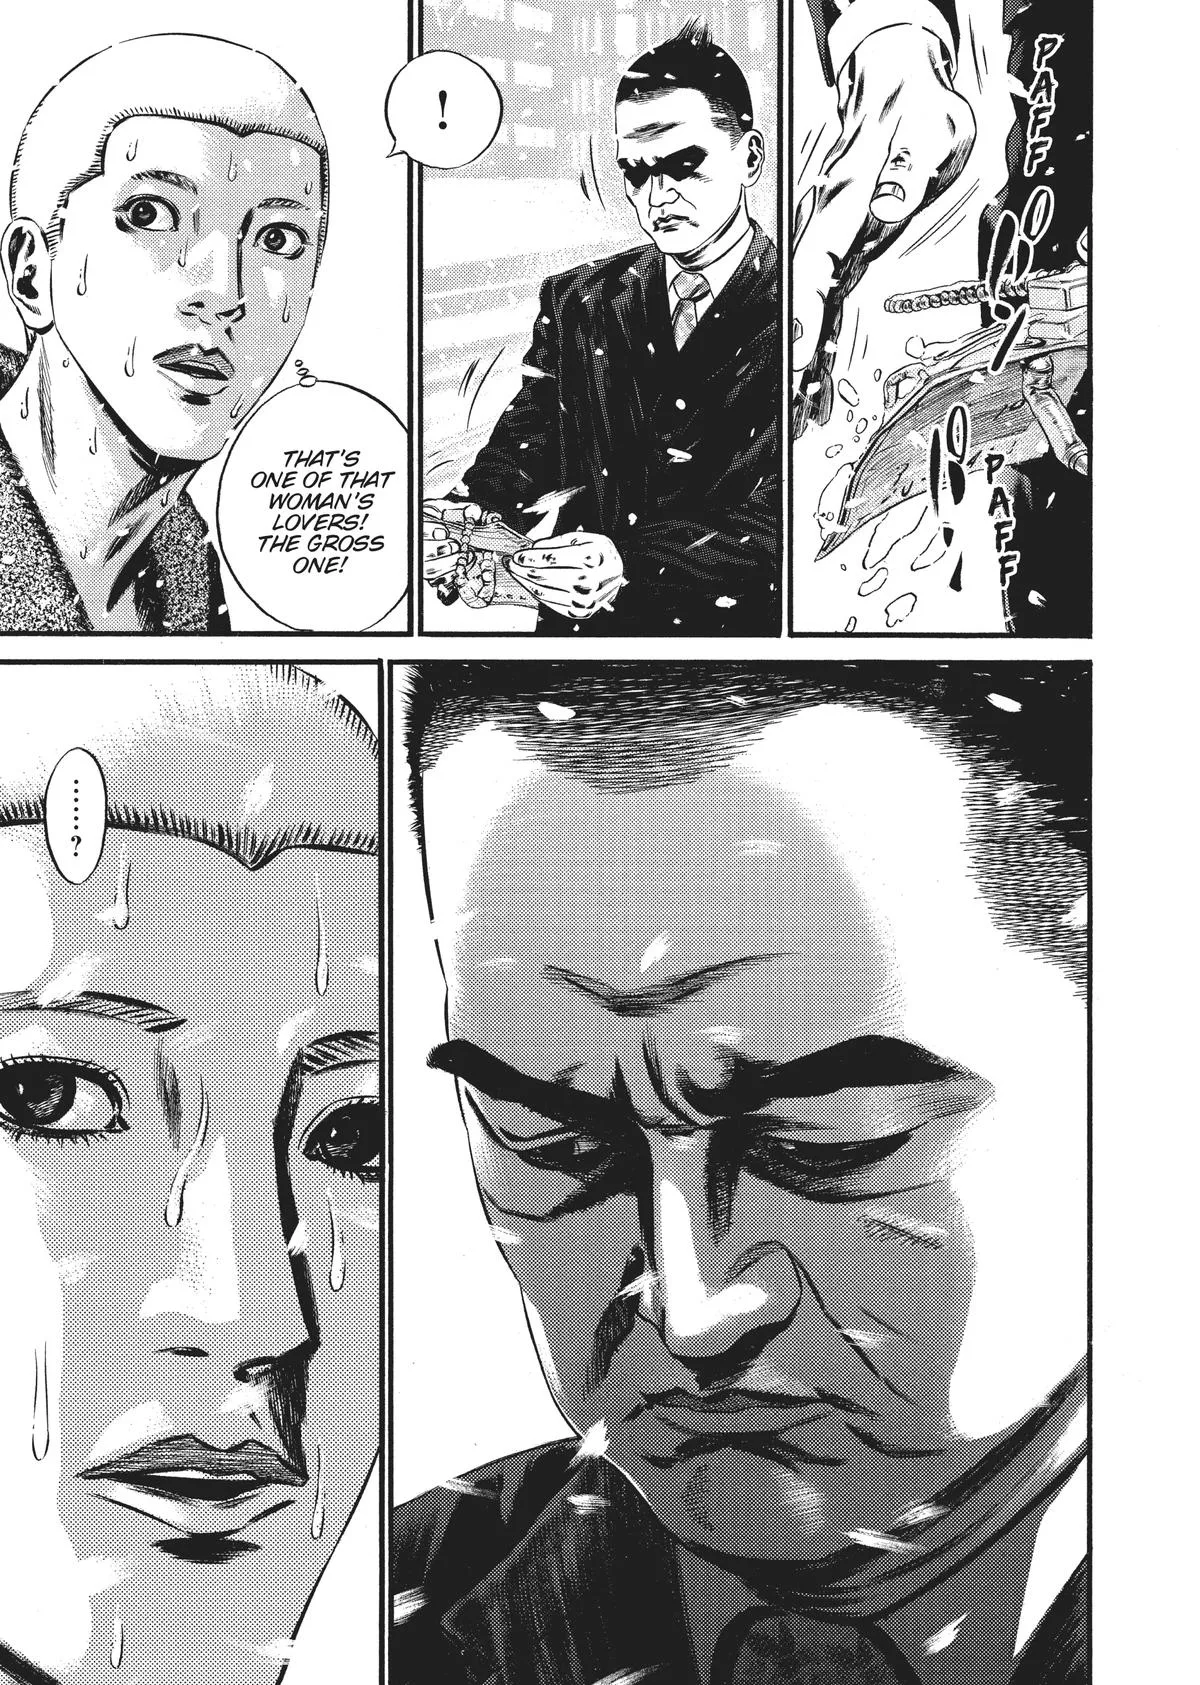 PAFF
PAFF
!
THAT'S
ONE OF THAT
WOMAN'S
LOVERS!
THE GROSS
ONE!
......?